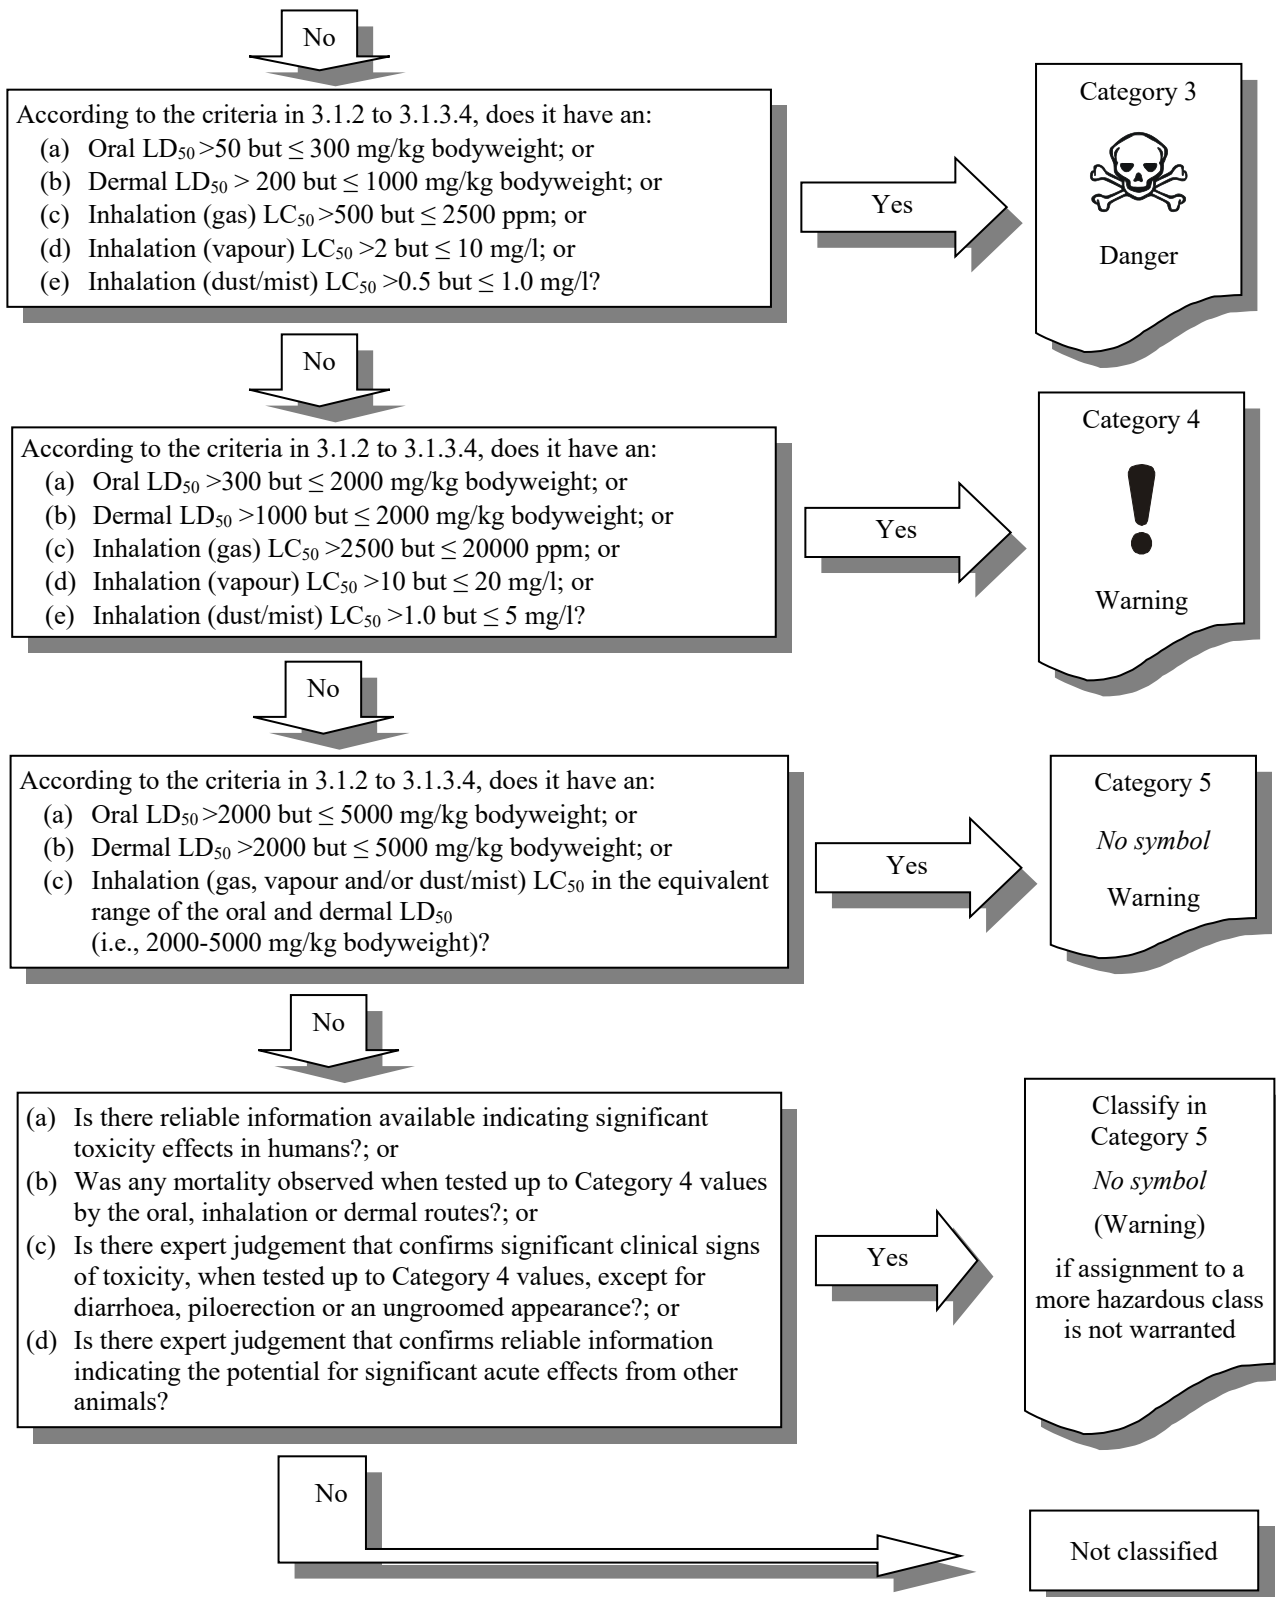 No
According to the criteria in 3.1.2 to 3.1.3.4, does it have an:
(a) Oral LD50 >50 but ≤ 300 mg/kg bodyweight; or
(b) Dermal LD50 > 200 but ≤ 1000 mg/kg bodyweight; or
(c) Inhalation (gas) LC50 >500 but ≤ 2500 ppm; or
(d) Inhalation (vapour) LC50 >2 but ≤ 10 mg/l; or
(e) Inhalation (dust/mist) LC50 >0.5 but ≤ 1.0 mg/l?
Yes
Category 3
Danger
No
According to the criteria in 3.1.2 to 3.1.3.4, does it have an:
(a) Oral LD50 >300 but ≤ 2000 mg/kg bodyweight; or
(b) Dermal LD50 >1000 but ≤ 2000 mg/kg bodyweight; or
(c) Inhalation (gas) LC50 >2500 but ≤ 20000 ppm; or
(d) Inhalation (vapour) LC50 >10 but ≤ 20 mg/l; or
(e) Inhalation (dust/mist) LC50 >1.0 but ≤ 5 mg/l?
Yes
Category 4
Warning
No
According to the criteria in 3.1.2 to 3.1.3.4, does it have an:
(a) Oral LD50 >2000 but ≤ 5000 mg/kg bodyweight; or
(b) Dermal LD50 >2000 but ≤ 5000 mg/kg bodyweight; or
(c) Inhalation (gas, vapour and/or dust/mist) LC50 in the equivalent
range of the oral and dermal LD50
(i.e., 2000-5000 mg/kg bodyweight)?
Yes
Category 5
No symbol
Warning
No
(a) Is there reliable information available indicating significant
toxicity effects in humans?; or
(b) Was any mortality observed when tested up to Category 4 values
by the oral, inhalation or dermal routes?; or
(c) Is there expert judgement that confirms significant clinical signs
of toxicity, when tested up to Category 4 values, except for
diarrhoea, piloerection or an ungroomed appearance?; or
(d) Is there expert judgement that confirms reliable information
indicating the potential for significant acute effects from other
animals?
Yes
Classify in
Category 5
No symbol
(Warning)
if assignment to a
more hazardous class
is not warranted
No
Not classified